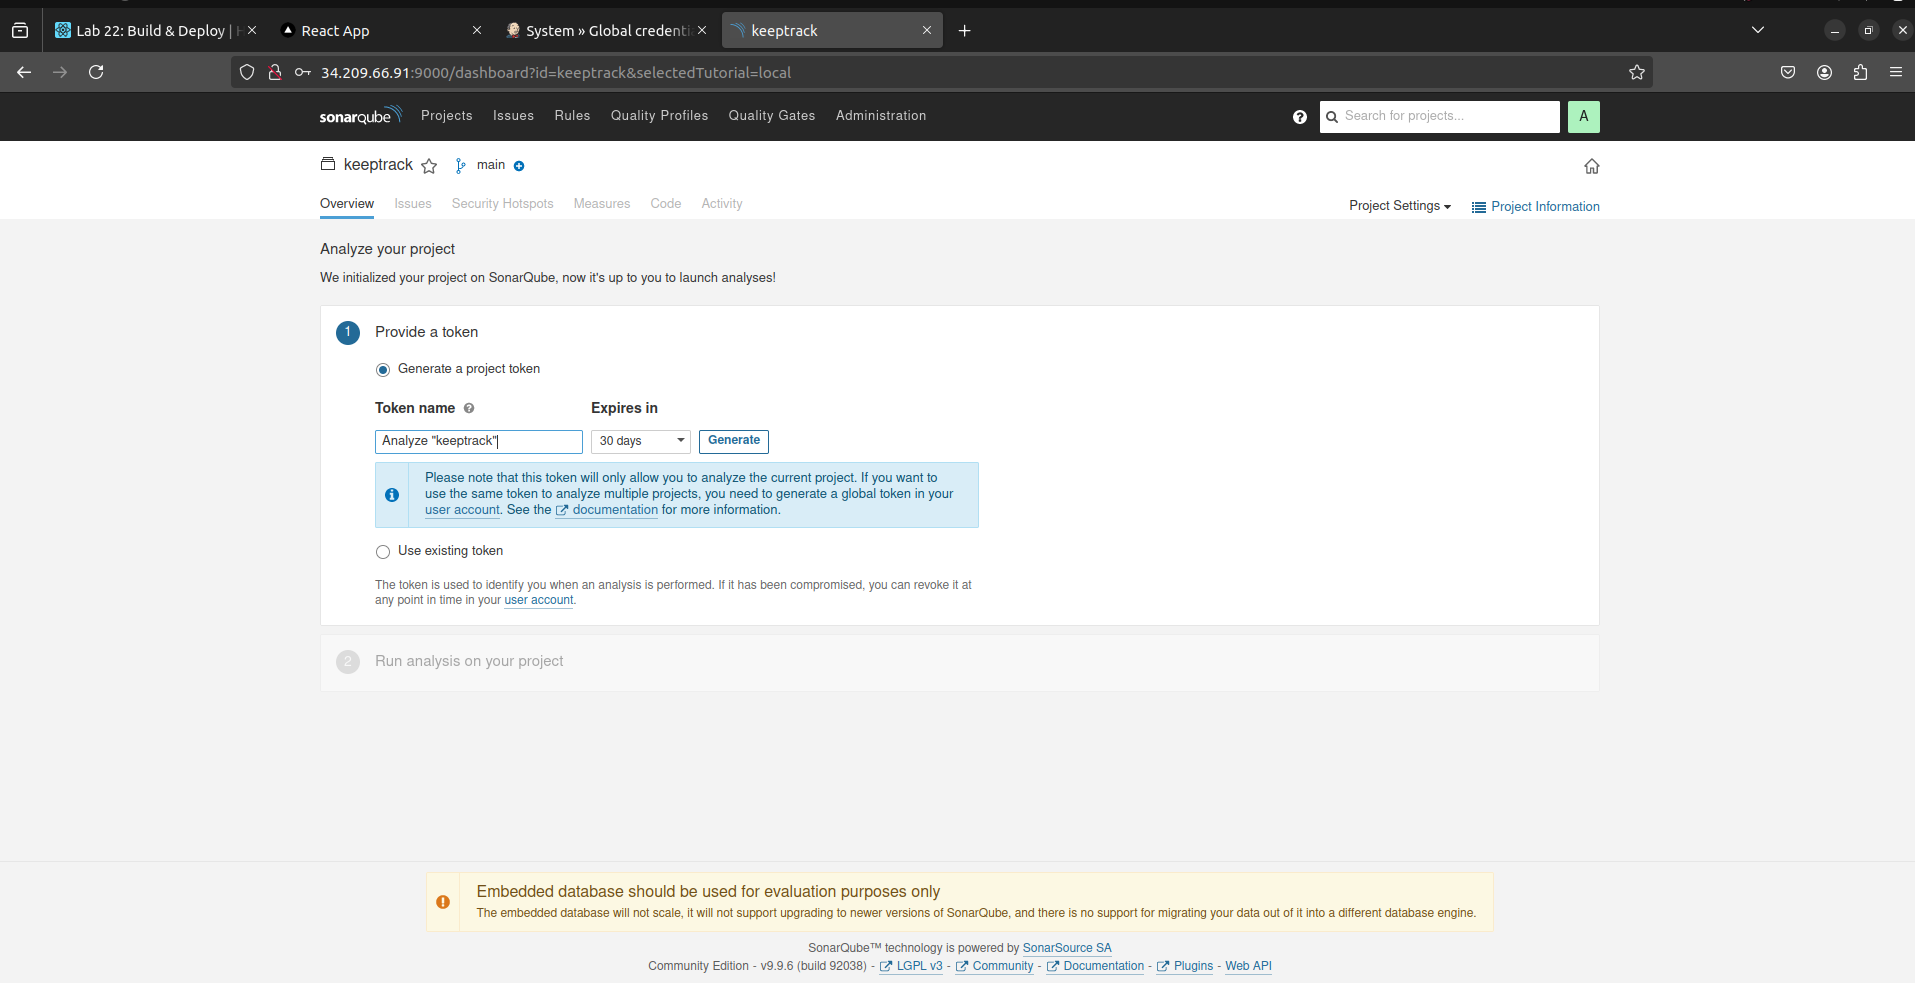 Lab 22: Build & Deploy |
React App
System » Global credenti
keeptrack
34.209.66.91:9000/dashboard?id=keeptrack&selectedTutorial=local
sonarqube Projects Issues Rules Quality Profiles Quality Gates Administration ? Search for projects... A
keeptrack main
Overview Issues Security Hotspots Measures Code Activity Project Settings Project Information
Analyze your project
We initialized your project on SonarQube, now it's up to you to launch analyses!
1 Provide a token
Generate a project token
Token name ? Expires in
Analyze "keeptrack" 30 days Generate
Please note that this token will only allow you to analyze the current project. If you want to
use the same token to analyze multiple projects, you need to generate a global token in your
user account. See the documentation for more information.
Use existing token
The token is used to identify you when an analysis is performed. If it has been compromised, you can revoke it at
any point in time in your user account.
2 Run analysis on your project
Embedded database should be used for evaluation purposes only
The embedded database will not scale, it will not support upgrading to newer versions of SonarQube, and there is no support for migrating your data out of it into a different database engine.
SonarQube™ technology is powered by SonarSource SA
Community Edition - v9.9.6 (build 92038) - LGPL v3 - Community - Documentation - Plugins - Web API